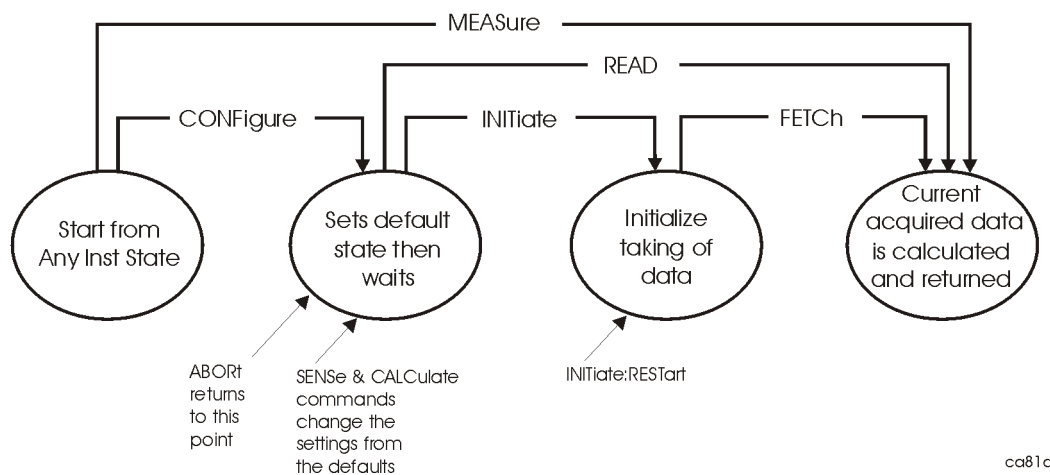 MEASure
READ
CONFigure
INITiate
FETCh
Start from
Any Inst State
Sets default
state then
waits
Initialize
taking of
data
Current
acquired data
is calculated
and returned
ABORt
returns
to this
point
SENSe & CALCulate
commands
change the
settings from
the defaults
INITiate:RESTart
ca81c